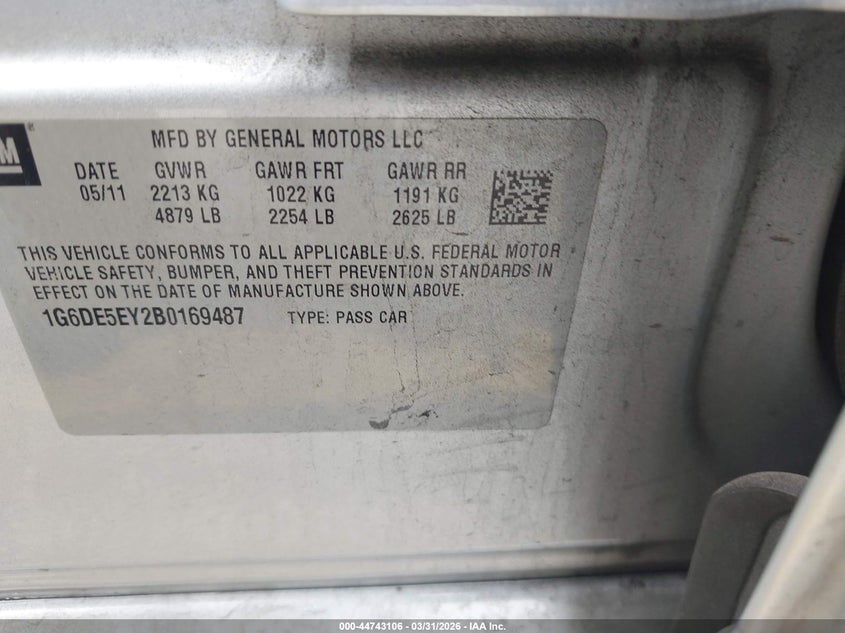 M ®
MFD BY GENERAL MOTORS LLC
DATE GVWR GAWR FRT GAWR RR
05/11 2213 KG 1022 KG 1191 KG
4879 LB 2254 LB 2625 LB
THIS VEHICLE CONFORMS TO ALL APPLICABLE U.S. FEDERAL MOTOR
VEHICLE SAFETY, BUMPER, AND THEFT PREVENTION STANDARDS IN
EFFECT ON THE DATE OF MANUFACTURE SHOWN ABOVE.
1G6DE5EY2B0169487 TYPE: PASS CAR
000-44743106 - 03/31/2026 - IAA Inc.